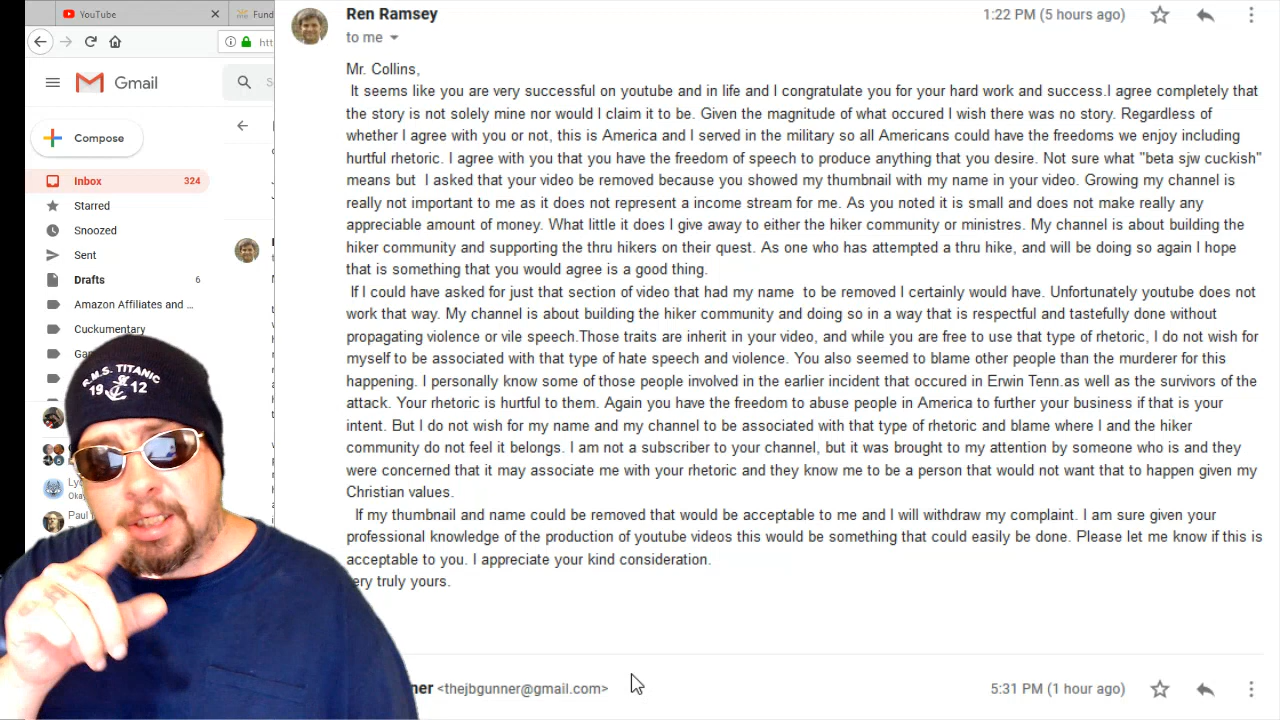 YouTube
Fund
htt
Gmail
S
Compose
Inbox 324
Starred
Snoozed
Sent
Drafts 6
Amazon Affiliates and ...
Cuckumentary
Ga
Ly
Oka
Paul
R.M.S. TITANIC
19 12
Ren Ramsey
1:22 PM (5 hours ago)
to me
Mr. Collins,
It seems like you are very successful on youtube and in life and I congratulate you for your hard work and success.I agree completely that
the story is not solely mine nor would I claim it to be. Given the magnitude of what occured I wish there was no story. Regardless of
whether I agree with you or not, this is America and I served in the military so all Americans could have the freedoms we enjoy including
hurtful rhetoric. I agree with you that you have the freedom of speech to produce anything that you desire. Not sure what "beta sjw cuckish"
means but I asked that your video be removed because you showed my thumbnail with my name in your video. Growing my channel is
really not important to me as it does not represent a income stream for me. As you noted it is small and does not make really any
appreciable amount of money. What little it does I give away to either the hiker community or ministres. My channel is about building the
hiker community and supporting the thru hikers on their quest. As one who has attempted a thru hike, and will be doing so again I hope
that is something that you would agree is a good thing.
If I could have asked for just that section of video that had my name to be removed I certainly would have. Unfortunately youtube does not
work that way. My channel is about building the hiker community and doing so in a way that is respectful and tastefully done without
propagating violence or vile speech.Those traits are inherit in your video, and while you are free to use that type of rhetoric, I do not wish for
myself to be associated with that type of hate speech and violence. You also seemed to blame other people than the murderer for this
happening. I personally know some of those people involved in the earlier incident that occured in Erwin Tenn.as well as the survivors of the
attack. Your rhetoric is hurtful to them. Again you have the freedom to abuse people in America to further your business if that is your
intent. But I do not wish for my name and my channel to be associated with that type of rhetoric and blame where I and the hiker
community do not feel it belongs. I am not a subscriber to your channel, but it was brought to my attention by someone who is and they
were concerned that it may associate me with your rhetoric and they know me to be a person that would not want that to happen given my
Christian values.
If my thumbnail and name could be removed that would be acceptable to me and I will withdraw my complaint. I am sure given your
professional knowledge of the production of youtube videos this would be something that could easily be done. Please let me know if this is
acceptable to you. I appreciate your kind consideration.
ery truly yours.
ner <thejbgunner@gmail.com>
5:31 PM (1 hour ago)